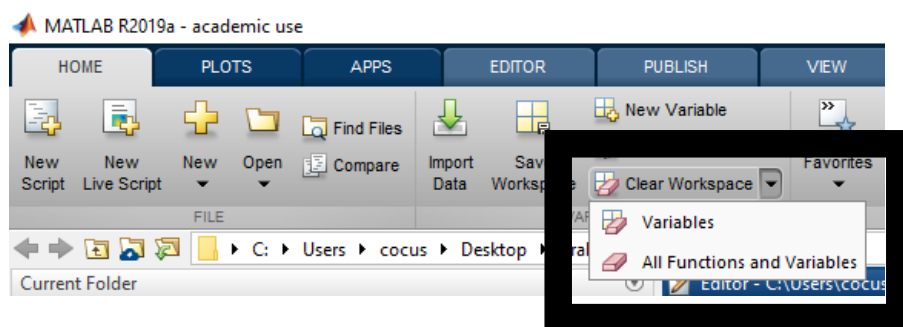 MATLAB R2019a - academic use
HOME PLOTS APPS EDITOR PUBLISH VIEW
New Script
New Live Script
New
Open
Find Files
Compare
Import Data
Workspace
New Variable
Clear Workspace
Favorites
FILE
Variables
All Functions and Variables
C: Users cocus Desktop
Current Folder
Editor - C:\Users\cocus